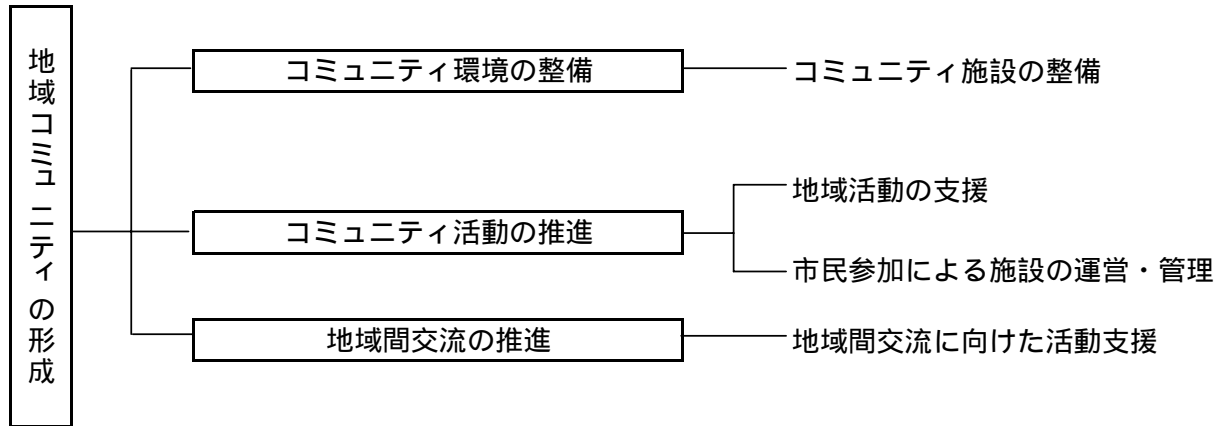 地域コミュニティの形成
コミュニティ環境の整備
コミュニティ施設の整備
コミュニティ活動の推進
地域活動の支援
市民参加による施設の運営・管理
地域間交流の推進
地域間交流に向けた活動支援